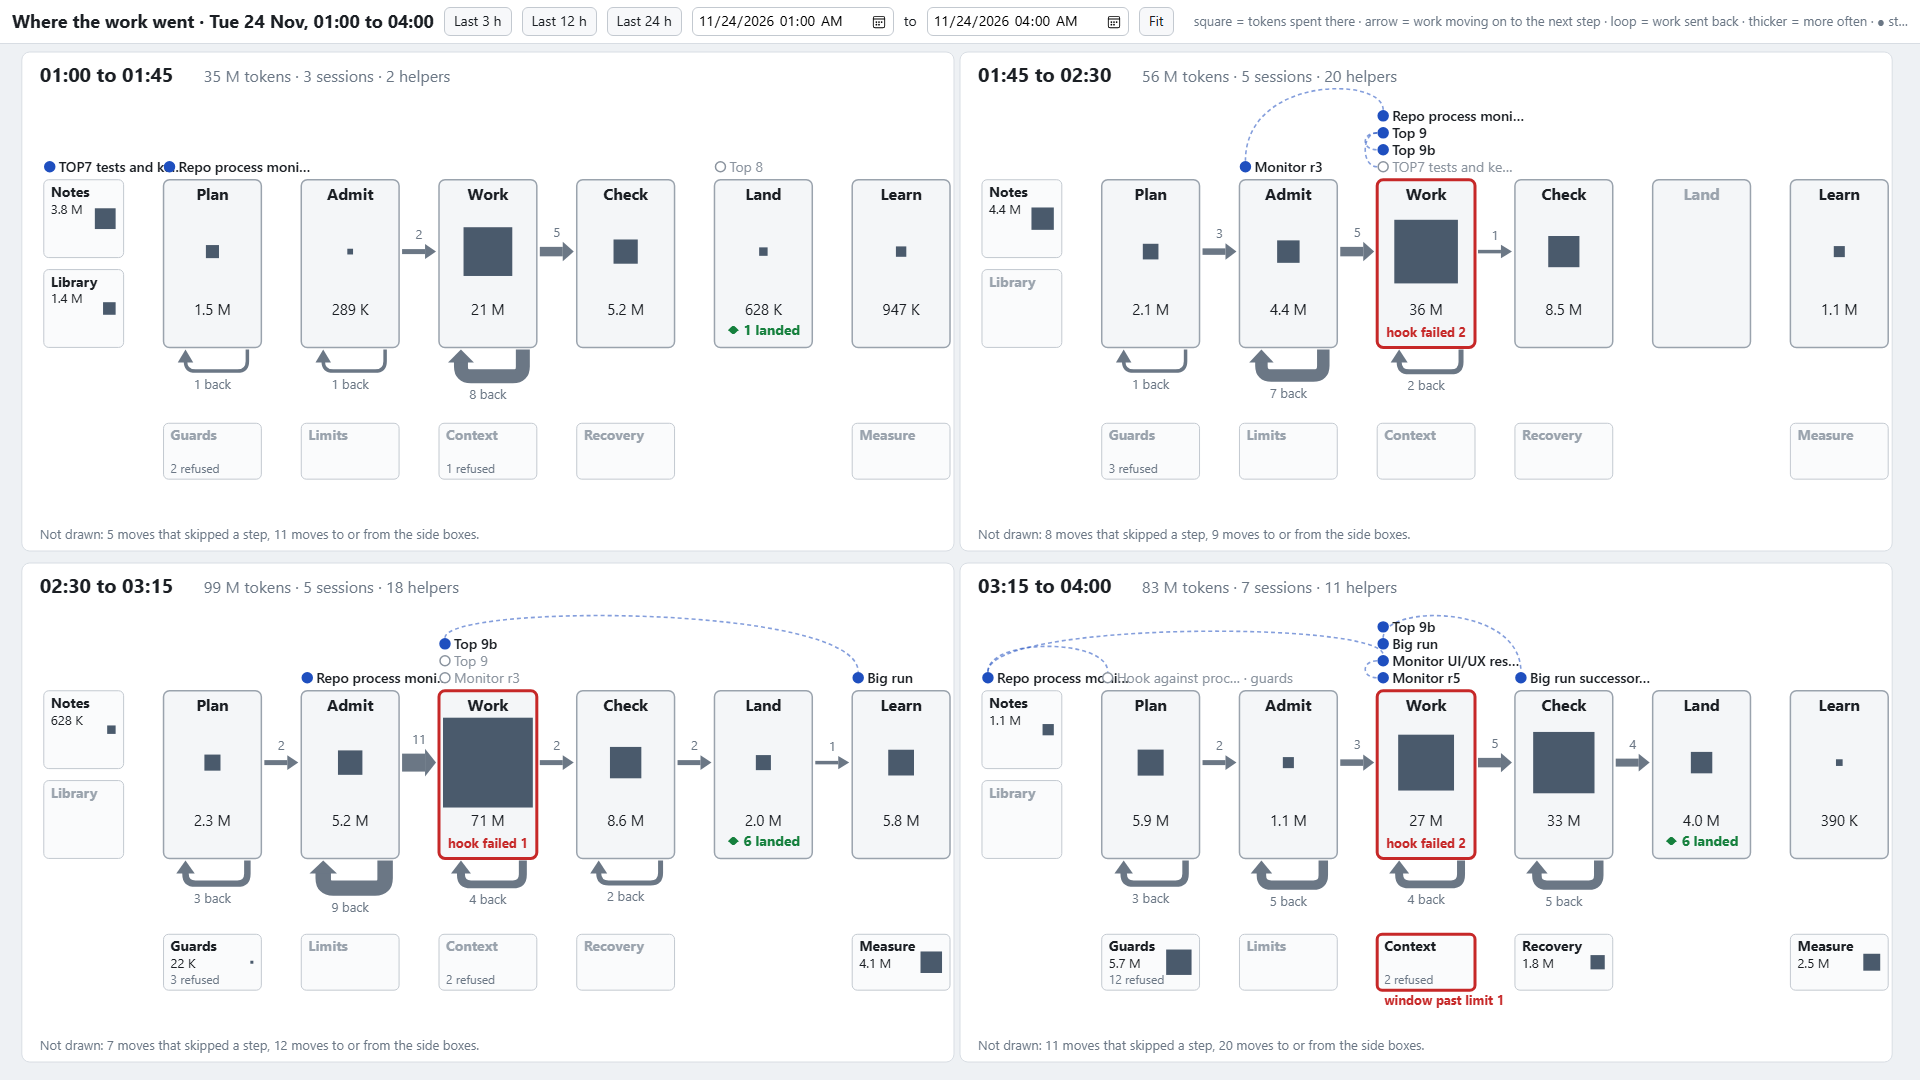 Where the work went · Tue 24 Nov, 01:00 to 04:00
Last 3 h
Last 12 h
Last 24 h
11/24/2026 01:00 AM
to
11/24/2026 04:00 AM
Fit
square = tokens spent there · arrow = work moving on to the next step · loop = work sent back · thicker = more often · ● st...
01:00 to 01:45
35 M tokens · 3 sessions · 2 helpers
Repo process moni...
Top 8
Notes
3.8 M
Library
1.4 M
Plan
1.5 M
1 back
Admit
289 K
1 back
2
Work
21 M
8 back
5
Check
5.2 M
Land
628 K
1 landed
Learn
947 K
Guards
2 refused
Limits
Context
1 refused
Recovery
Measure
Not drawn: 5 moves that skipped a step, 11 moves to or from the side boxes.
01:45 to 02:30
56 M tokens · 5 sessions · 20 helpers
Repo process moni...
Top 9
Top 9b
TOP7 tests and ke...
Monitor r3
Notes
4.4 M
Library
Plan
2.1 M
1 back
3
Admit
4.4 M
7 back
5
Work
36 M
hook failed 2
2 back
1
Check
8.5 M
Land
Learn
1.1 M
Guards
3 refused
Limits
Context
Recovery
Measure
Not drawn: 8 moves that skipped a step, 9 moves to or from the side boxes.
02:30 to 03:15
99 M tokens · 5 sessions · 18 helpers
Top 9b
Top 9
Monitor r3
Repo process moni...
Big run
Notes
628 K
Library
Plan
2.3 M
3 back
2
Admit
5.2 M
9 back
11
Work
71 M
hook failed 1
4 back
2
Check
8.6 M
2 back
2
Land
2.0 M
6 landed
1
Learn
5.8 M
Guards
22 K
3 refused
Limits
Context
2 refused
Recovery
Measure
4.1 M
Not drawn: 7 moves that skipped a step, 12 moves to or from the side boxes.
03:15 to 04:00
83 M tokens · 7 sessions · 11 helpers
Top 9b
Big run
Monitor UI/UX res...
Monitor r5
Repo process moni...
Hook against proc... · guards
Big run successor...
Notes
1.1 M
Library
Plan
5.9 M
3 back
2
Admit
1.1 M
5 back
3
Work
27 M
hook failed 2
4 back
5
Check
33 M
5 back
4
Land
4.0 M
6 landed
Learn
390 K
Guards
5.7 M
12 refused
Limits
Context
2 refused
window past limit 1
Recovery
1.8 M
Measure
2.5 M
Not drawn: 11 moves that skipped a step, 20 moves to or from the side boxes.